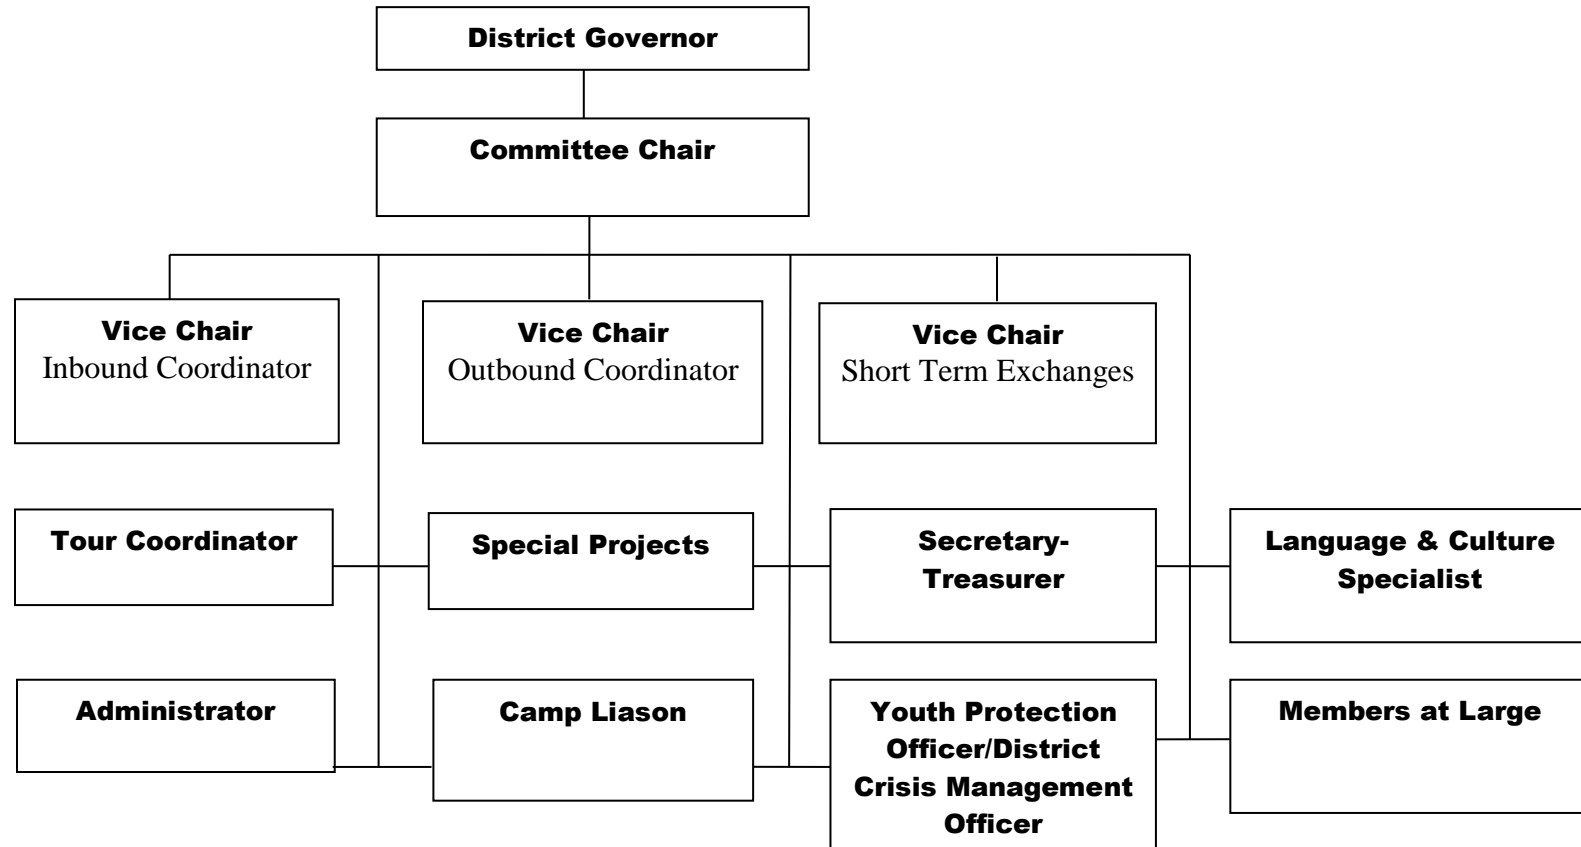 District Governor
Committee Chair
Vice Chair
Inbound Coordinator
Vice Chair
Outbound Coordinator
Vice Chair
Short Term Exchanges
Tour Coordinator
Special Projects
Secretary-
Treasurer
Language & Culture
Specialist
Administrator
Camp Liason
Youth Protection
Officer/District
Crisis Management
Officer
Members at Large